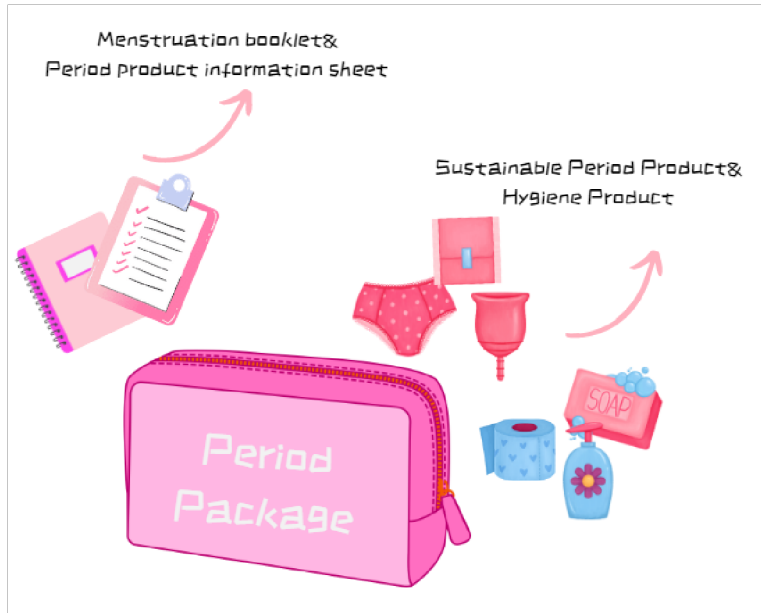 Menstruation booklet&
Period product information sheet
Sustainable Period Product&
Hygiene Product
SOAP
Period
Package